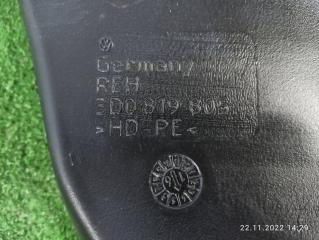 Germany
REH
3D0 819 805
>HD-PE<
22.11.2022 14:29